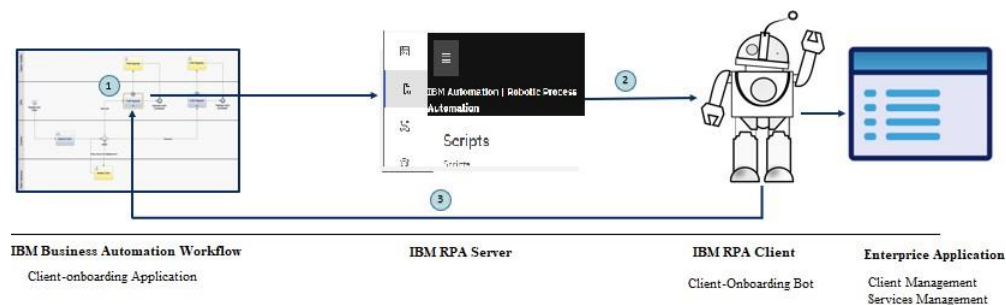 1
2
IBM Automation | Robotic Process
Automation
Scripts
Scripts
3
IBM Business Automation Workflow
IBM RPA Server
IBM RPA Client
Enterprice Application
Client-onboarding Application
Client-Onboarding Bot
Client Management
Services Management